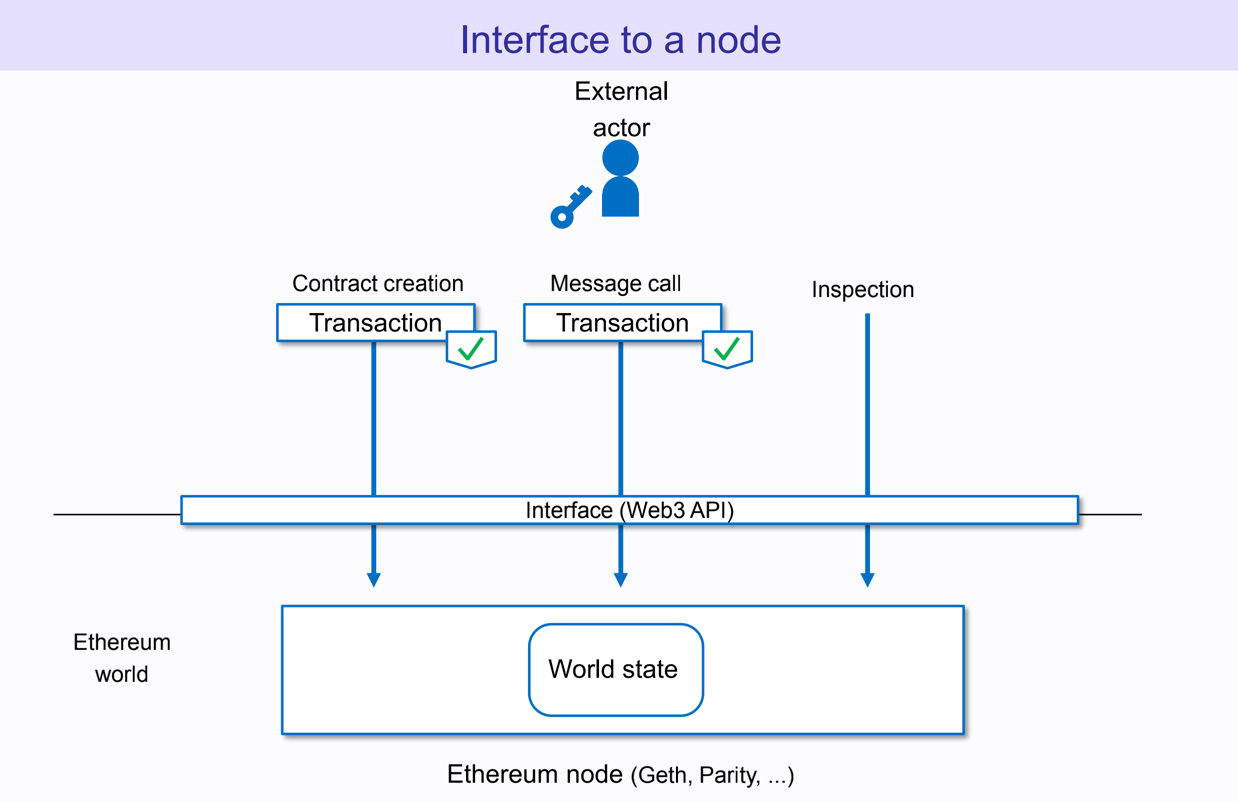 Interface to a node
External
actor
Contract creation
Message call
Inspection
Transaction
Transaction
Interface (Web3 API)
Ethereum
world
World state
Ethereum node (Geth, Parity, ...)